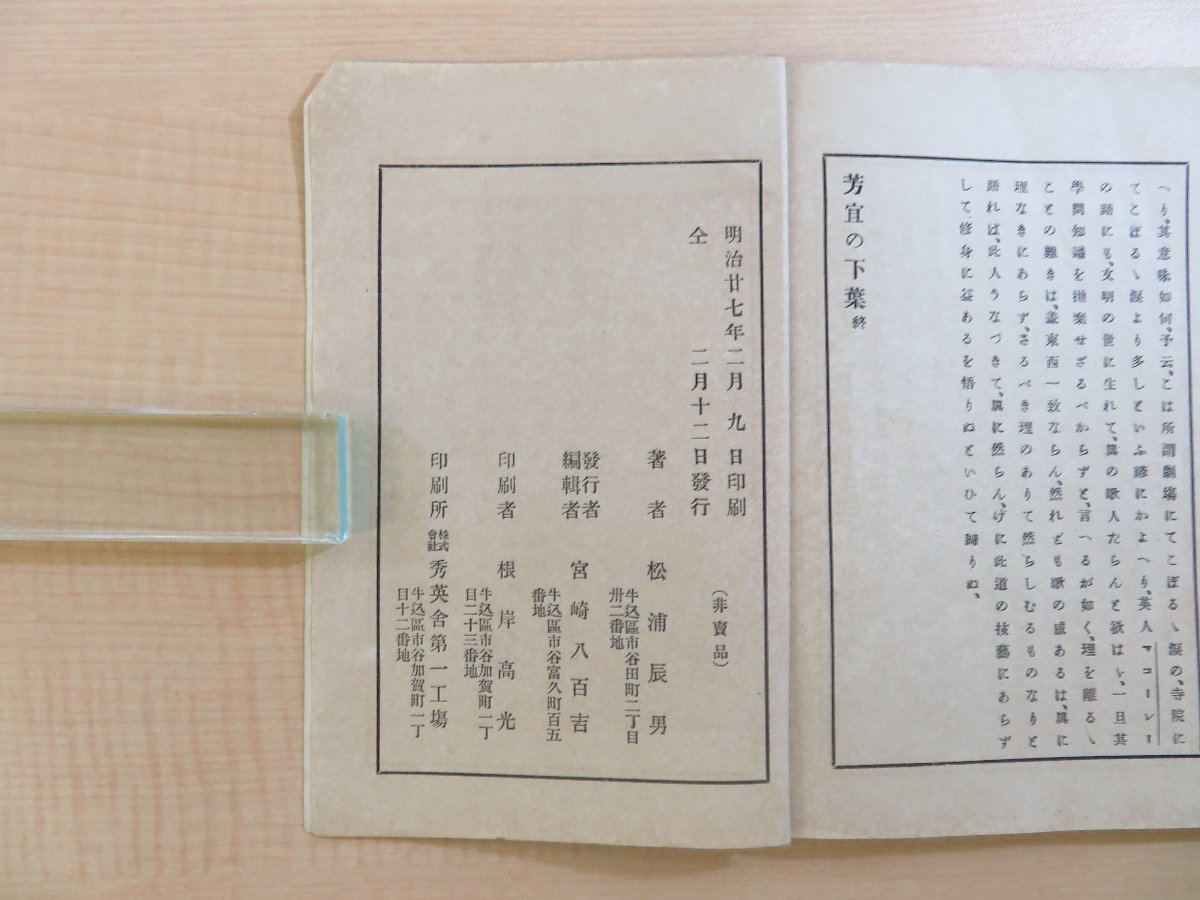 へり、其意味如何、予云、こは所謂劇塲にてこぼるゝ淚の、寺院に
てこぼるゝ淚より多しといふ諺にかよへり、英人マコーレー
の語にも、文明の世に生れて、眞の歌人たらんと欲はゞ、一旦其
學問知識を抛棄せざるべからずと、言へるが如く、理を離るゝ
ことの難きは、蓋東西一致ならん、然れども歌の感あるは、眞に
理なきにあらず、さるべき理のありて然らしむるものなりと
語れば、此人うなづきて、眞に然らん、げに此道の技藝にあらず
して修身に益あるを悟りぬといひて歸りぬ、
芳宜の下葉終
明治廿七年二月九日印刷
仝二月十二日發行
（非賣品）
著者松浦辰男
牛込區市谷田町二丁目
卅二番地
發行者
編輯者
宮崎八百吉
牛込區市谷富久町百五
番地
印刷者根岸高光
牛込區市谷加賀町一丁
目二十三番地
印刷所株式會社秀英舍第一工塲
牛込區市谷加賀町一丁
目十二番地